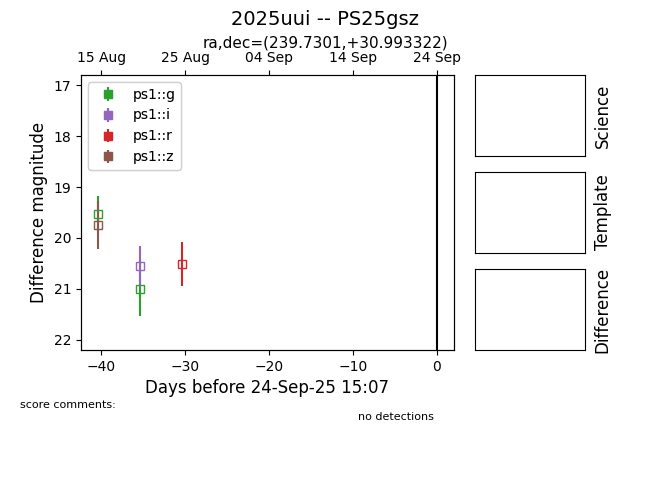 2025uui -- PS25gsz
ra,dec=(239.7301,+30.993322)
15 Aug 25 Aug 04 Sep 14 Sep 24 Sep
17
18
19
20
21
22
Difference magnitude
ps1::g
ps1::i
ps1::r
ps1::z
−40 −30 −20 −10 0
Days before 24-Sep-25 15:07
Science
Template
Difference
score comments:
no detections